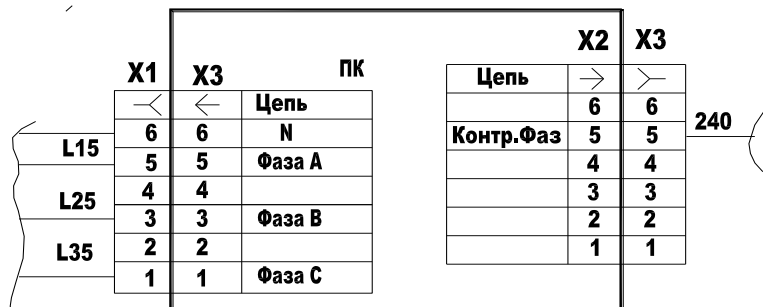 X1 X3 ПК
Цепь
6 6 N
L15
5 5 Фаза А
4 4
L25
3 3 Фаза В
2 2
L35
1 1 Фаза С
X2 X3
Цепь
6 6
Контр.Фаз 5 5 240
4 4
3 3
2 2
1 1